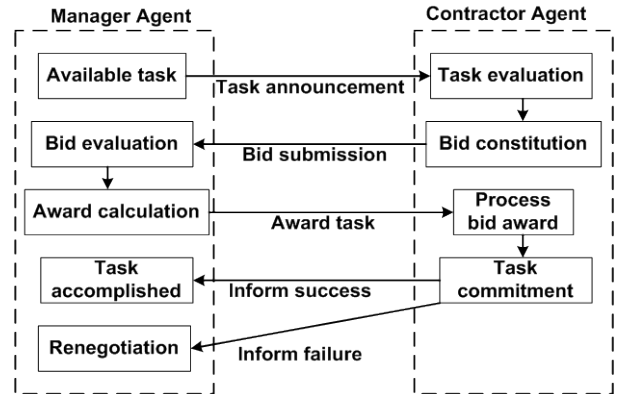 Manager Agent
Contractor Agent
Available task
Task announcement
Task evaluation
Bid evaluation
Bid submission
Bid constitution
Award calculation
Award task
Process
bid award
Task
accomplished
Inform success
Task
commitment
Renegotiation
Inform failure